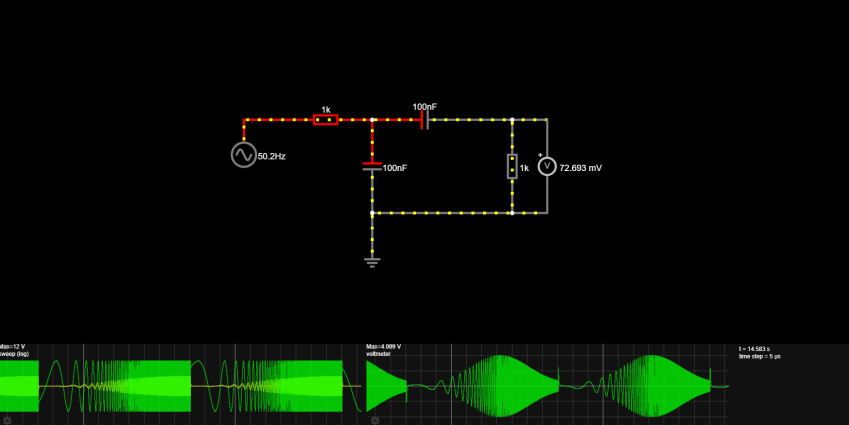 1k
100nF
50.2Hz
100nF
1k
+
V
72.693 mV
Max=12 V
sweep (log)
Max=4.009 V
voltmeter
t = 14.583 s
time step = 5 µs